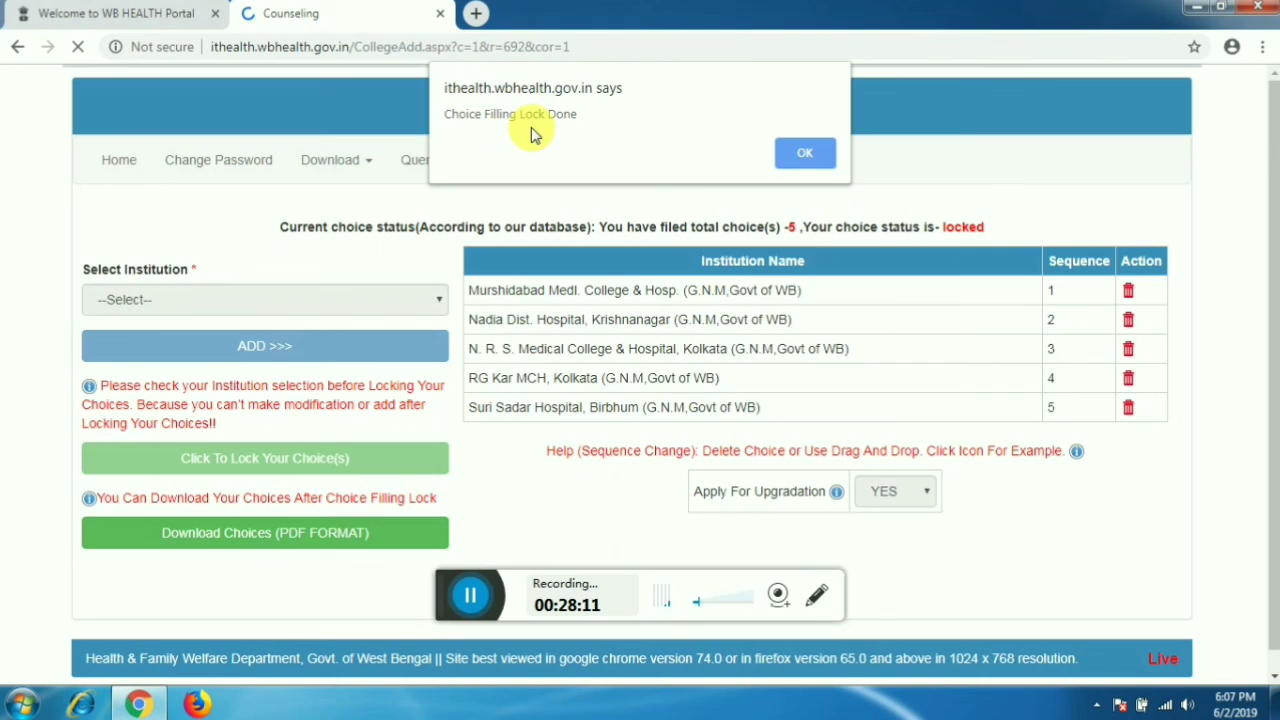 Welcome to WB HEALTH Portal
Counseling
Not secure
ithealth.wbhealth.gov.in/CollegeAdd.aspx?c=1&r=692&cor=1
ithealth.wbhealth.gov.in says
Choice Filling Lock Done
OK
Home
Change Password
Download
Quer
Current choice status(According to our database): You have filed total choice(s) -5 ,Your choice status is- locked
Select Institution *
--Select--
ADD >>>
Please check your Institution selection before Locking Your
Choices. Because you can't make modification or add after
Locking Your Choices!!
Click To Lock Your Choice(s)
You Can Download Your Choices After Choice Filling Lock
Download Choices (PDF FORMAT)
Institution Name Sequence Action
Murshidabad Medl. College & Hosp. (G.N.M,Govt of WB) 1
Nadia Dist. Hospital, Krishnanagar (G.N.M,Govt of WB) 2
N. R. S. Medical College & Hospital, Kolkata (G.N.M,Govt of WB) 3
RG Kar MCH, Kolkata (G.N.M,Govt of WB) 4
Suri Sadar Hospital, Birbhum (G.N.M,Govt of WB) 5
Help (Sequence Change): Delete Choice or Use Drag And Drop. Click Icon For Example.
Apply For Upgradation YES
Recording...
00:28:11
Health & Family Welfare Department, Govt. of West Bengal || Site best viewed in google chrome version 74.0 or in firefox version 65.0 and above in 1024 x 768 resolution.
Live
6:07 PM
6/2/2019